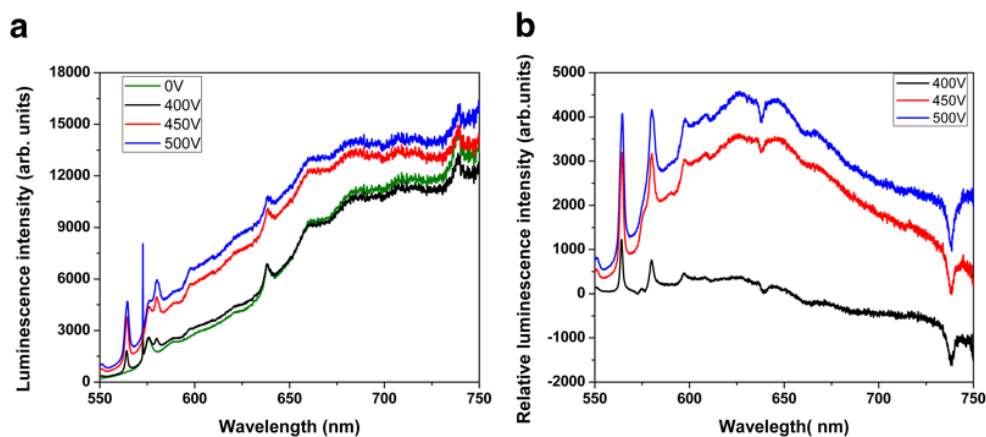 a
Luminescence intensity (arb. units)
18000
15000
12000
9000
6000
3000
0
0V
400V
450V
500V
550
600
650
700
750
Wavelength (nm)
b
Relative luminescence intensity (arb.units)
5000
4000
3000
2000
1000
0
-1000
-2000
400V
450V
500V
550
600
650
700
750
Wavelegth( nm)